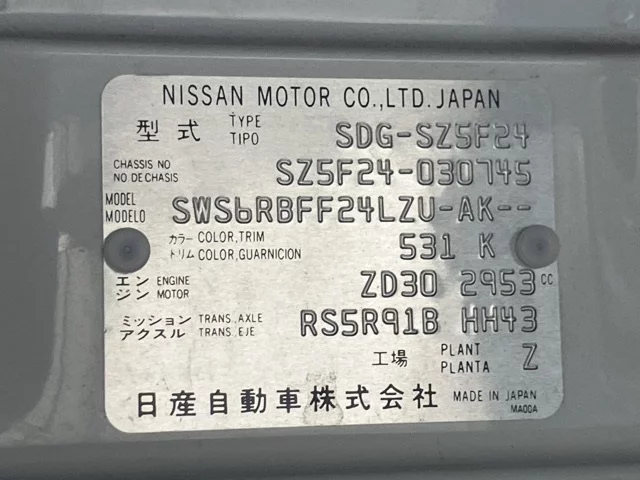 NISSAN MOTOR CO.,LTD. JAPAN
型式 TYPE TIPO SDG-SZ5F24
CHASSIS NO
NO DE CHASIS SZ5F24-030745
MODEL
MODELO SWS6RBFF24LZU-AK--
カラー COLOR,TRIM
トリム COLOR,GUARNICION 531 K
エンジン ENGINE MOTOR ZD30 2953 cc
ミッション TRANS.,AXLE
アクスル TRANS.,EJE RS5R91B HH43
工場 PLANT PLANTA Z
日産自動車株式会社 MADE IN JAPAN
MA00A